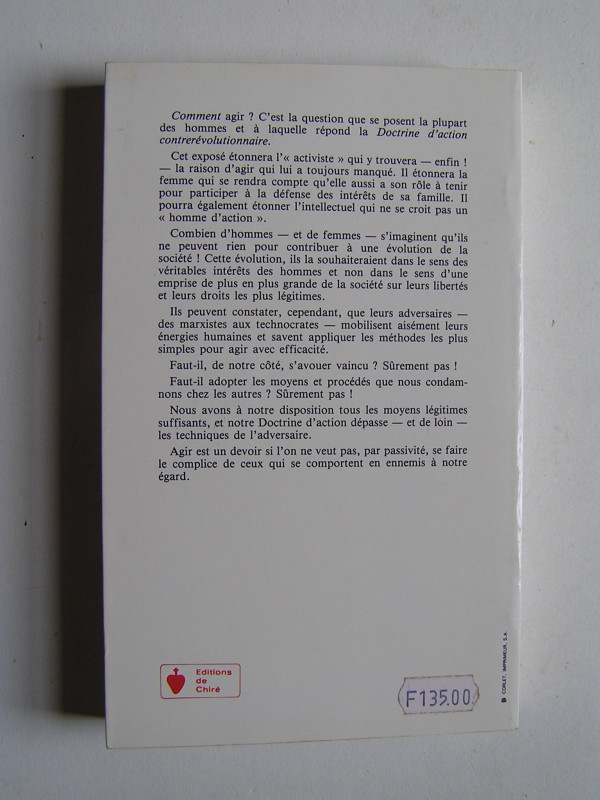 Comment agir ? C'est la question que se posent la plupart
des hommes et à laquelle répond la Doctrine d'action
contrerévolutionnaire.
Cet exposé étonnera l'« activiste » qui y trouvera — enfin !
— la raison d'agir qui lui a toujours manqué. Il étonnera la
femme qui se rendra compte qu'elle aussi a son rôle à tenir
pour participer à la défense des intérêts de sa famille. Il
pourra également étonner l'intellectuel qui ne se croit pas un
« homme d'action ».
Combien d'hommes — et de femmes — s'imaginent qu'ils
ne peuvent rien pour contribuer à une évolution de la
société ! Cette évolution, ils la souhaiteraient dans le sens des
véritables intérêts des hommes et non dans le sens d'une
emprise de plus en plus grande de la société sur leurs libertés
et leurs droits les plus légitimes.
Ils peuvent constater, cependant, que leurs adversaires —
des marxistes aux technocrates — mobilisent aisément leurs
énergies humaines et savent appliquer les méthodes les plus
simples pour agir avec efficacité.
Faut-il, de notre côté, s'avouer vaincu ? Sûrement pas !
Faut-il adopter les moyens et procédés que nous condam-
nons chez les autres ? Sûrement pas !
Nous avons à notre disposition tous les moyens légitimes
suffisants, et notre Doctrine d'action dépasse — et de loin —
les techniques de l'adversaire.
Agir est un devoir si l'on ne veut pas, par passivité, se faire
le complice de ceux qui se comportent en ennemis à notre
égard.
Editions
de
Chiré
F135.00
CORLET, IMPRIMEUR, S.A.